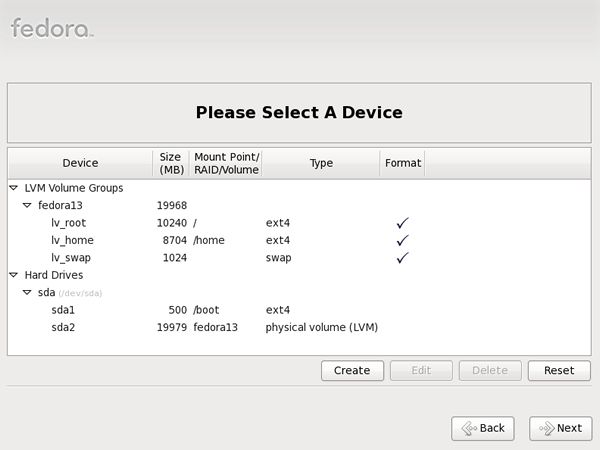 fedora
Please Select A Device
Device Size (MB) Mount Point/ RAID/Volume Type Format
LVM Volume Groups
fedora13 19968
lv_root 10240 / ext4
lv_home 8704 /home ext4
lv_swap 1024 swap
Hard Drives
sda (/dev/sda)
sda1 500 /boot ext4
sda2 19979 fedora13 physical volume (LVM)
Create Edit Delete Reset
Back Next